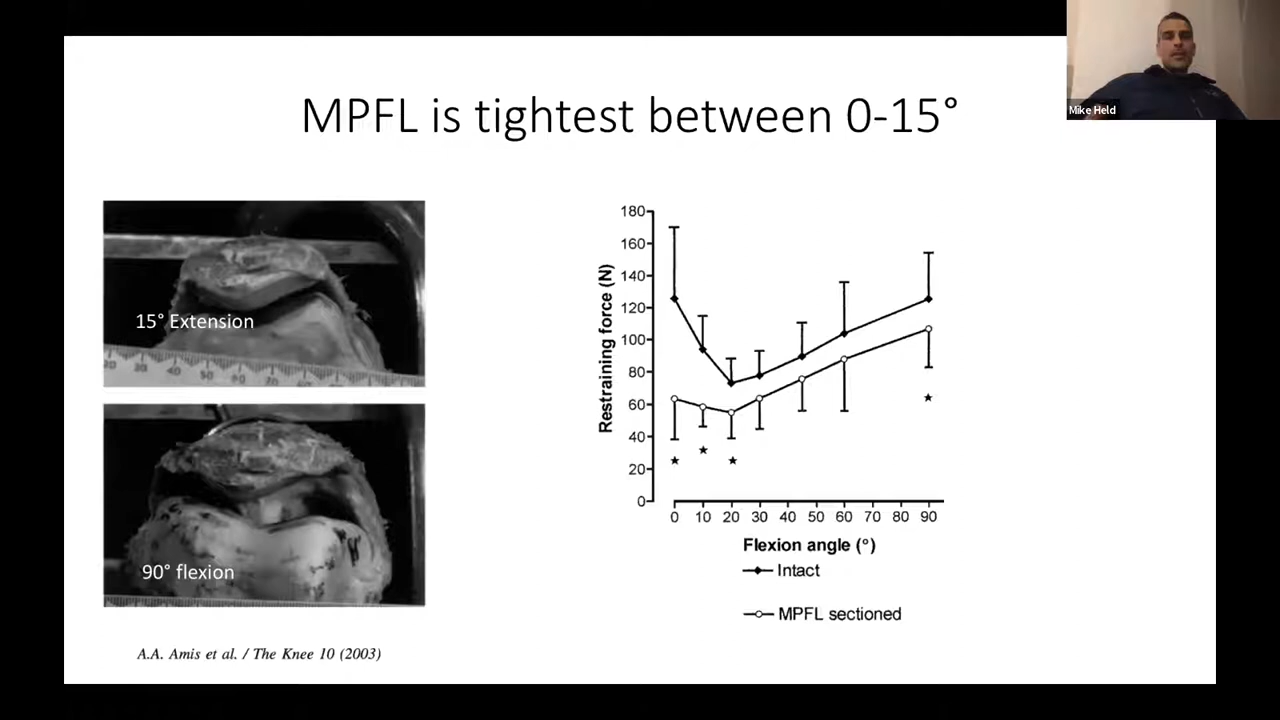 MPFL is tightest between 0-15°
Mike Held
15° Extension
90° flexion
180
160
140
120
100
80
60
40
20
0
Restraining force (N)
0 10 20 30 40 50 60 70 80 90
Flexion angle (°)
Intact
MPFL sectioned
A.A. Amis et al. / The Knee 10 (2003)